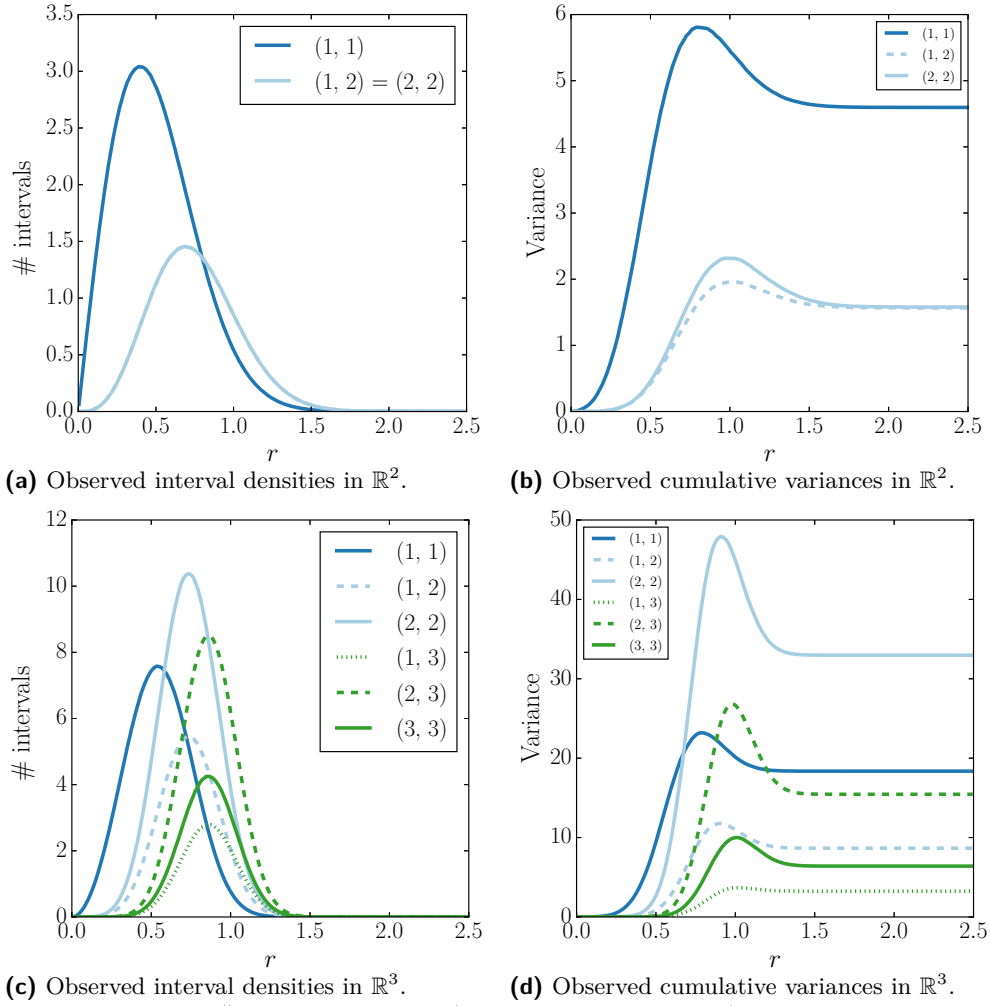 3.5
3.0
2.5
2.0
1.5
1.0
0.5
0.0
# intervals
(1, 1)
(1, 2) = (2, 2)
0.0 0.5 1.0 1.5 2.0 2.5
r
(a) Observed interval densities in ℝ².
6
5
4
3
2
1
0
Variance
(1, 1)
(1, 2)
(2, 2)
0.0 0.5 1.0 1.5 2.0 2.5
r
(b) Observed cumulative variances in ℝ².
12
10
8
6
4
2
0
# intervals
(1, 1)
(1, 2)
(2, 2)
(1, 3)
(2, 3)
(3, 3)
0.0 0.5 1.0 1.5 2.0 2.5
r
(c) Observed interval densities in ℝ³.
50
40
30
20
10
0
Variance
(1, 1)
(1, 2)
(2, 2)
(1, 3)
(2, 3)
(3, 3)
0.0 0.5 1.0 1.5 2.0 2.5
r
(d) Observed cumulative variances in ℝ³.